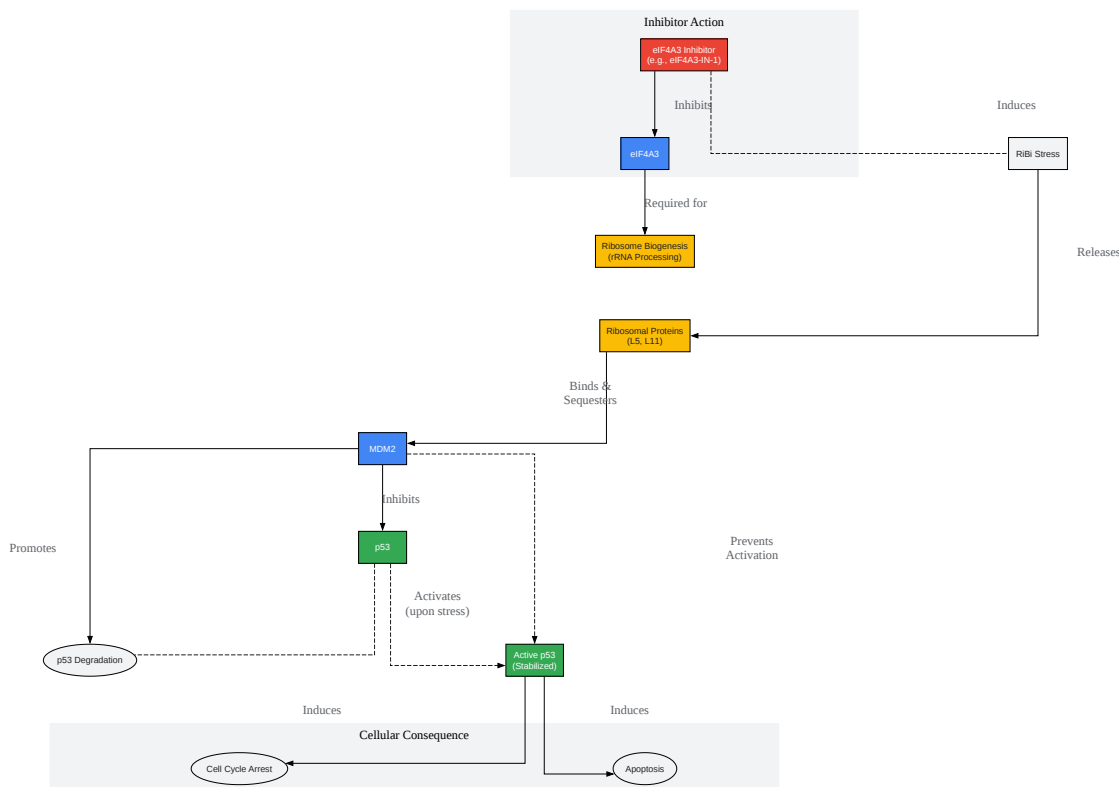 Inhibitor Action
eIF4A3 Inhibitor
(e.g., eIF4A3-IN-1)
Inhibits
Induces
eIF4A3
RiBi Stress
Required for
Ribosome Biogenesis
(rRNA Processing)
Releases
Ribosomal Proteins
(L5, L11)
Binds &
Sequesters
MDM2
Inhibits
p53
Promotes
Prevents
Activation
Activates
(upon stress)
p53 Degradation
Active p53
(Stabilized)
Induces
Induces
Cellular Consequence
Cell Cycle Arrest
Apoptosis